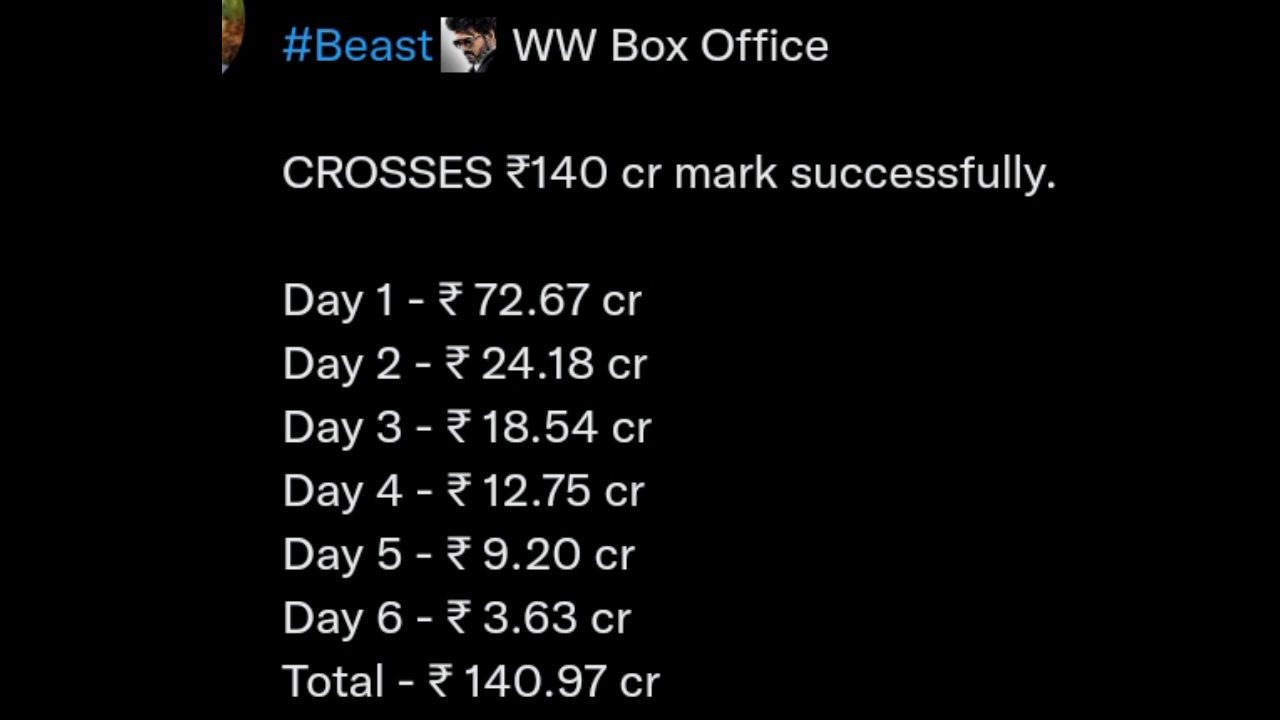 #Beast WW Box Office
CROSSES ₹140 cr mark successfully.
Day 1 - ₹ 72.67 cr
Day 2 - ₹ 24.18 cr
Day 3 - ₹ 18.54 cr
Day 4 - ₹ 12.75 cr
Day 5 - ₹ 9.20 cr
Day 6 - ₹ 3.63 cr
Total - ₹ 140.97 cr